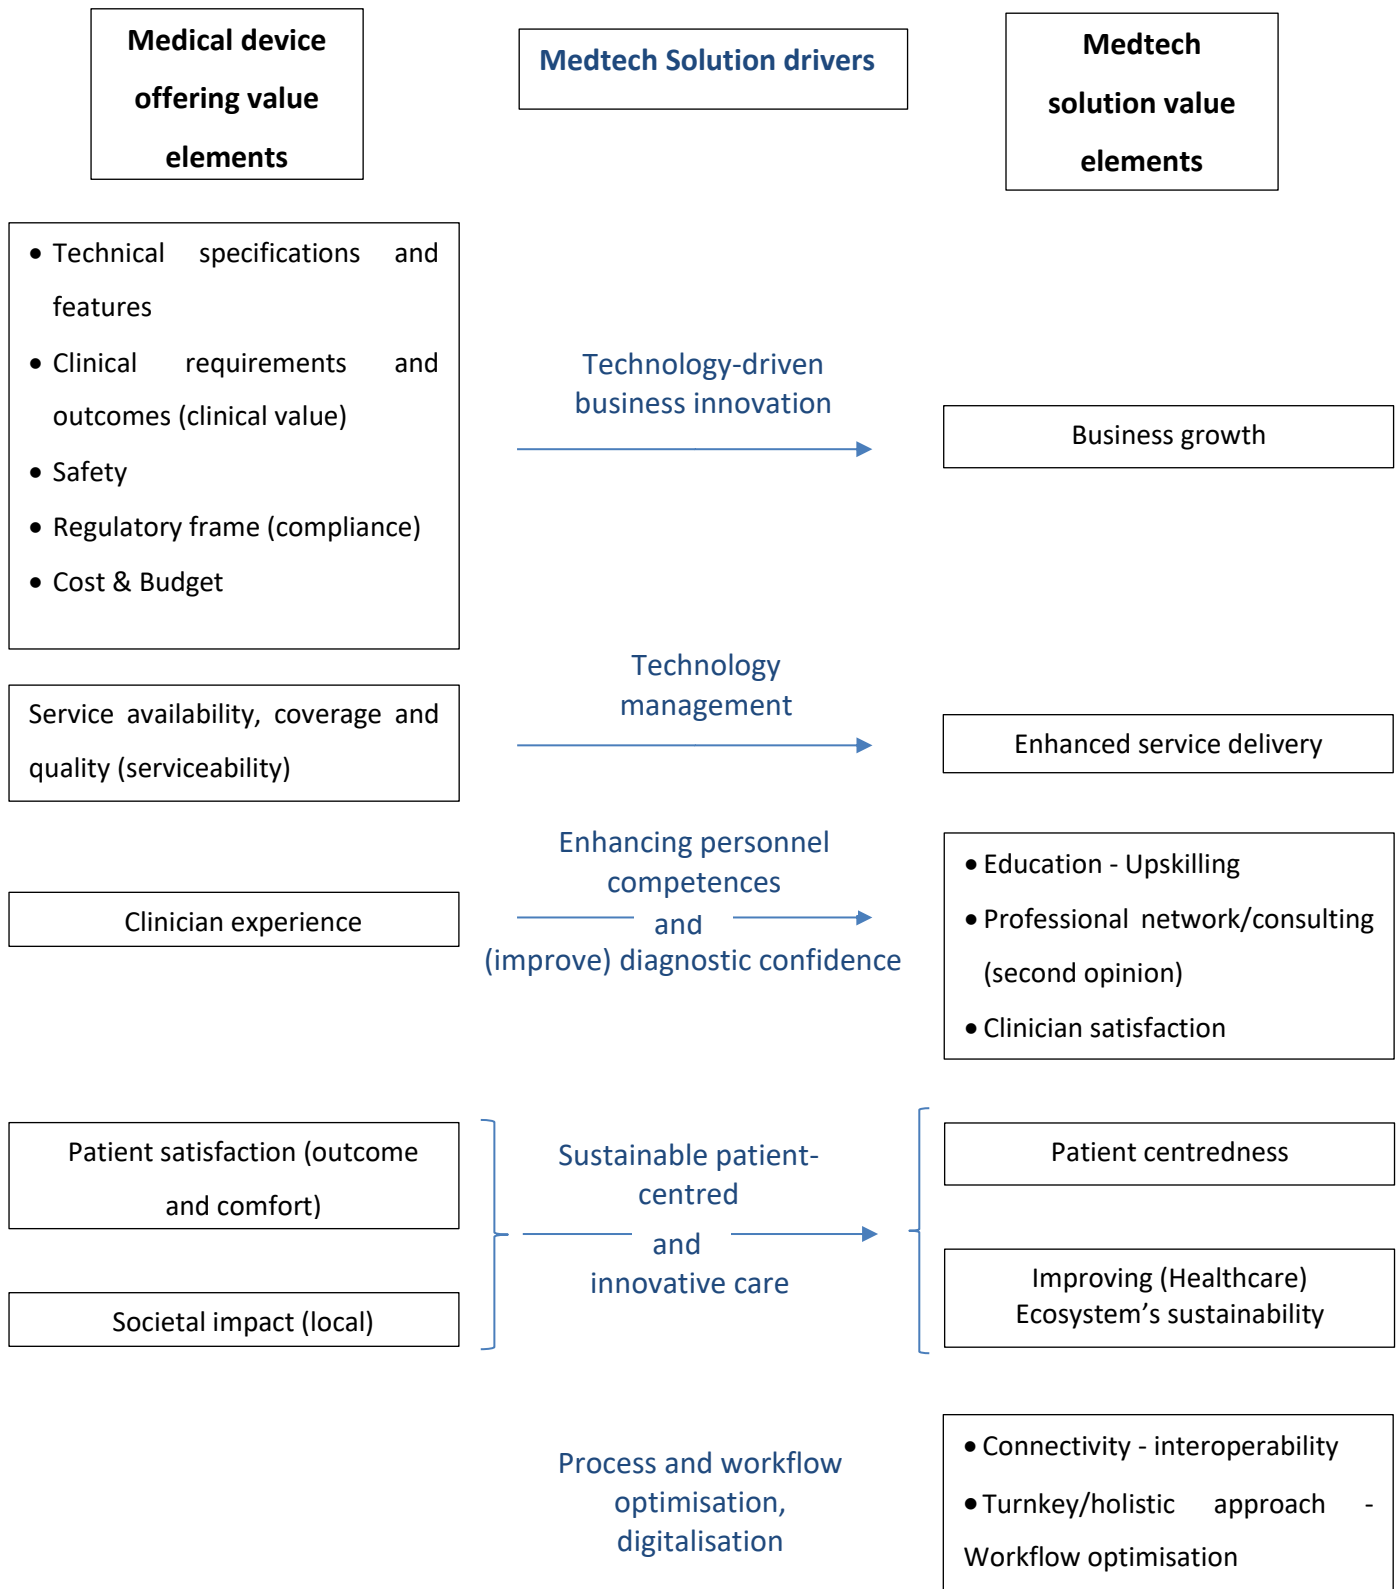 Medical device
offering value
elements
Medtech Solution drivers
Medtech
solution value
elements
• Technical specifications and
features
• Clinical requirements and
outcomes (clinical value)
• Safety
• Regulatory frame (compliance)
• Cost & Budget
Technology-driven
business innovation
Business growth
Service availability, coverage and
quality (serviceability)
Technology
management
Enhanced service delivery
Clinician experience
Enhancing personnel
competences
and
(improve) diagnostic confidence
• Education - Upskilling
• Professional network/consulting
(second opinion)
• Clinician satisfaction
Patient satisfaction (outcome
and comfort)
Societal impact (local)
Sustainable patient-
centred
and
innovative care
Patient centredness
Improving (Healthcare)
Ecosystem’s sustainability
Process and workflow
optimisation,
digitalisation
• Connectivity - interoperability
• Turnkey/holistic approach -
Workflow optimisation